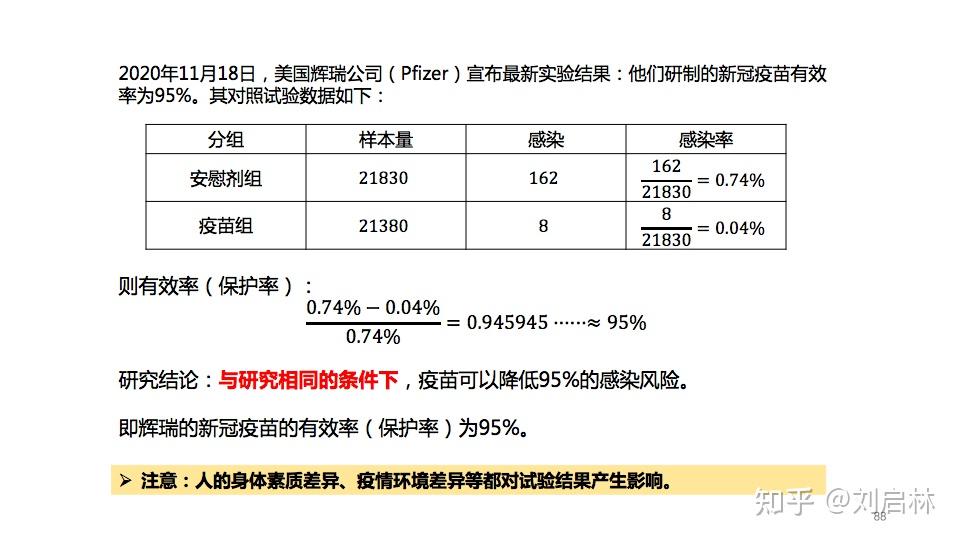 2020年11月18日，美国辉瑞公司（Pfizer）宣布最新实验结果：他们研制的新冠疫苗有效
率为95%。其对照试验数据如下：
分组 样本量 感染 感染率
安慰剂组 21830 162 162/21830 = 0.74%
疫苗组 21380 8 8/21830 = 0.04%
则有效率（保护率）：
(0.74% − 0.04%)/0.74% = 0.945945 ⋯⋯≈ 95%
研究结论：与研究相同的条件下，疫苗可以降低95%的感染风险。
即辉瑞的新冠疫苗的有效率（保护率）为95%。
➢ 注意：人的身体素质差异、疫情环境差异等都对试验结果产生影响。
知乎 @刘启林
88